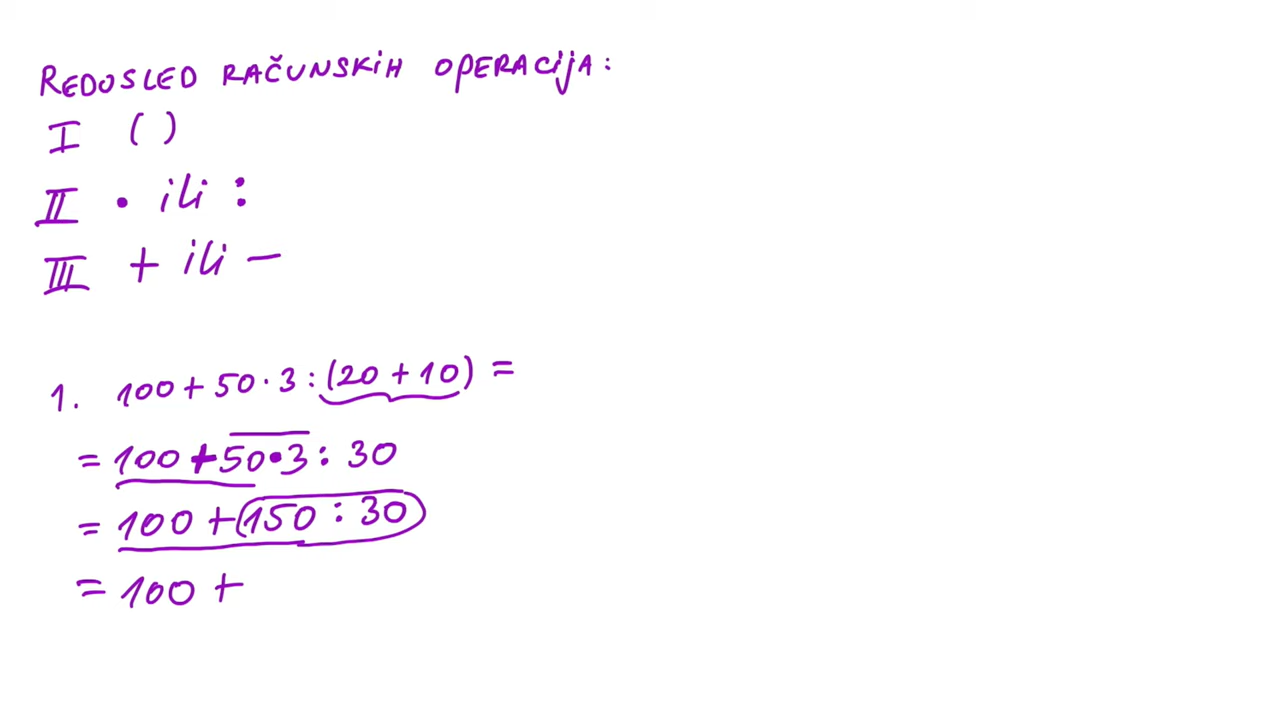 REDOSLED RAČUNSKIH OPERACIJA:
I ( )
II • ili :
III + ili −
1. 100 + 50 · 3 : (20 + 10) =
= 100 + 50 • 3 : 30
= 100 + 150 : 30
= 100 +